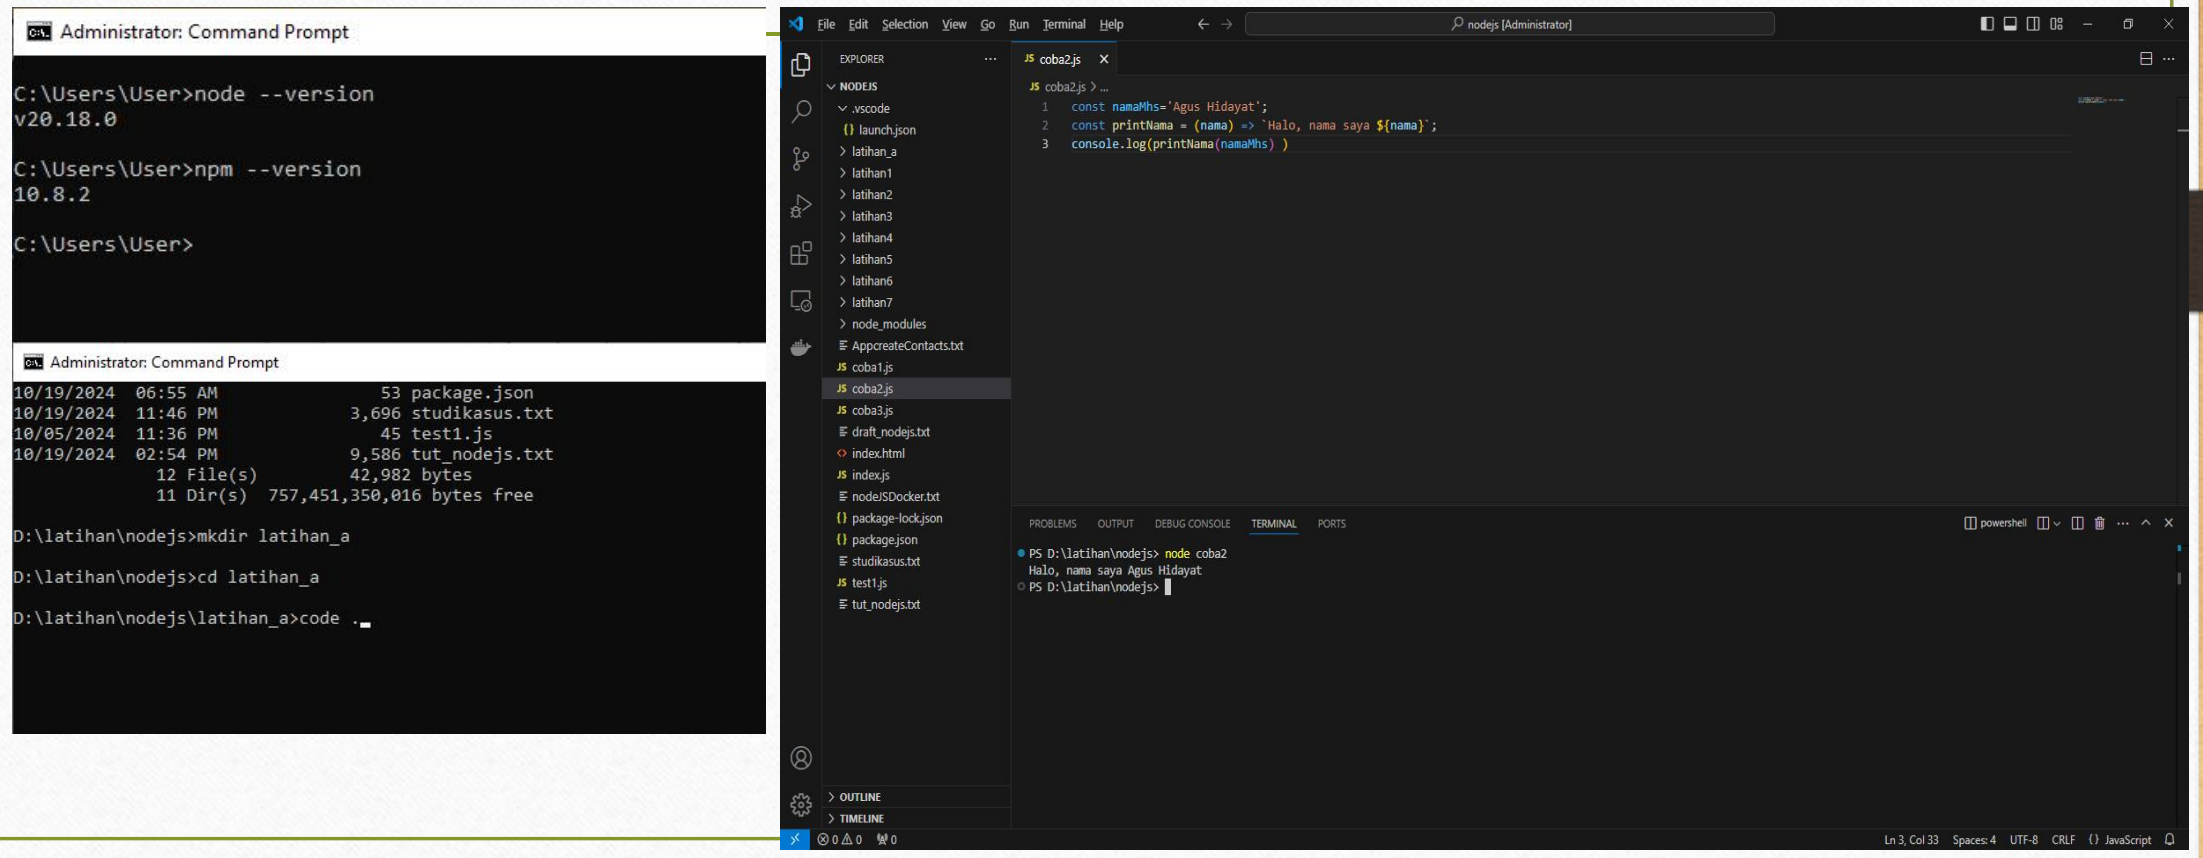 Administrator: Command Prompt
C:\Users\User>node --version
v20.18.0
C:\Users\User>npm --version
10.8.2
C:\Users\User>
Administrator: Command Prompt
10/19/2024 06:55 AM 53 package.json
10/19/2024 11:46 PM 3,696 studikasus.txt
10/05/2024 11:36 PM 45 test1.js
10/19/2024 02:54 PM 9,586 tut_nodejs.txt
12 File(s) 42,982 bytes
11 Dir(s) 757,451,350,016 bytes free
D:\latihan\nodejs>mkdir latihan_a
D:\latihan\nodejs>cd latihan_a
D:\latihan\nodejs\latihan_a>code .
File Edit Selection View Go Run Terminal Help
nodejs [Administrator]
EXPLORER
NODEJS
.vscode
{} launch.json
latihan_a
latihan1
latihan2
latihan3
latihan4
latihan5
latihan6
latihan7
node_modules
AppcreateContacts.txt
JS coba1.js
JS coba2.js
JS coba3.js
draft_nodejs.txt
<> index.html
JS index.js
nodeJSDocker.txt
{} package-lock.json
{} package.json
studikasus.txt
JS test1.js
tut_nodejs.txt
OUTLINE
TIMELINE
JS coba2.js
JS coba2.js > ...
1 const namaMhs='Agus Hidayat';
2 const printNama = (nama) => `Halo, nama saya ${nama}`;
3 console.log(printNama(namaMhs) )
PROBLEMS OUTPUT DEBUG CONSOLE TERMINAL PORTS
powershell
PS D:\latihan\nodejs> node coba2
Halo, nama saya Agus Hidayat
PS D:\latihan\nodejs>
0 0 0
Ln 3, Col 33 Spaces: 4 UTF-8 CRLF {} JavaScript